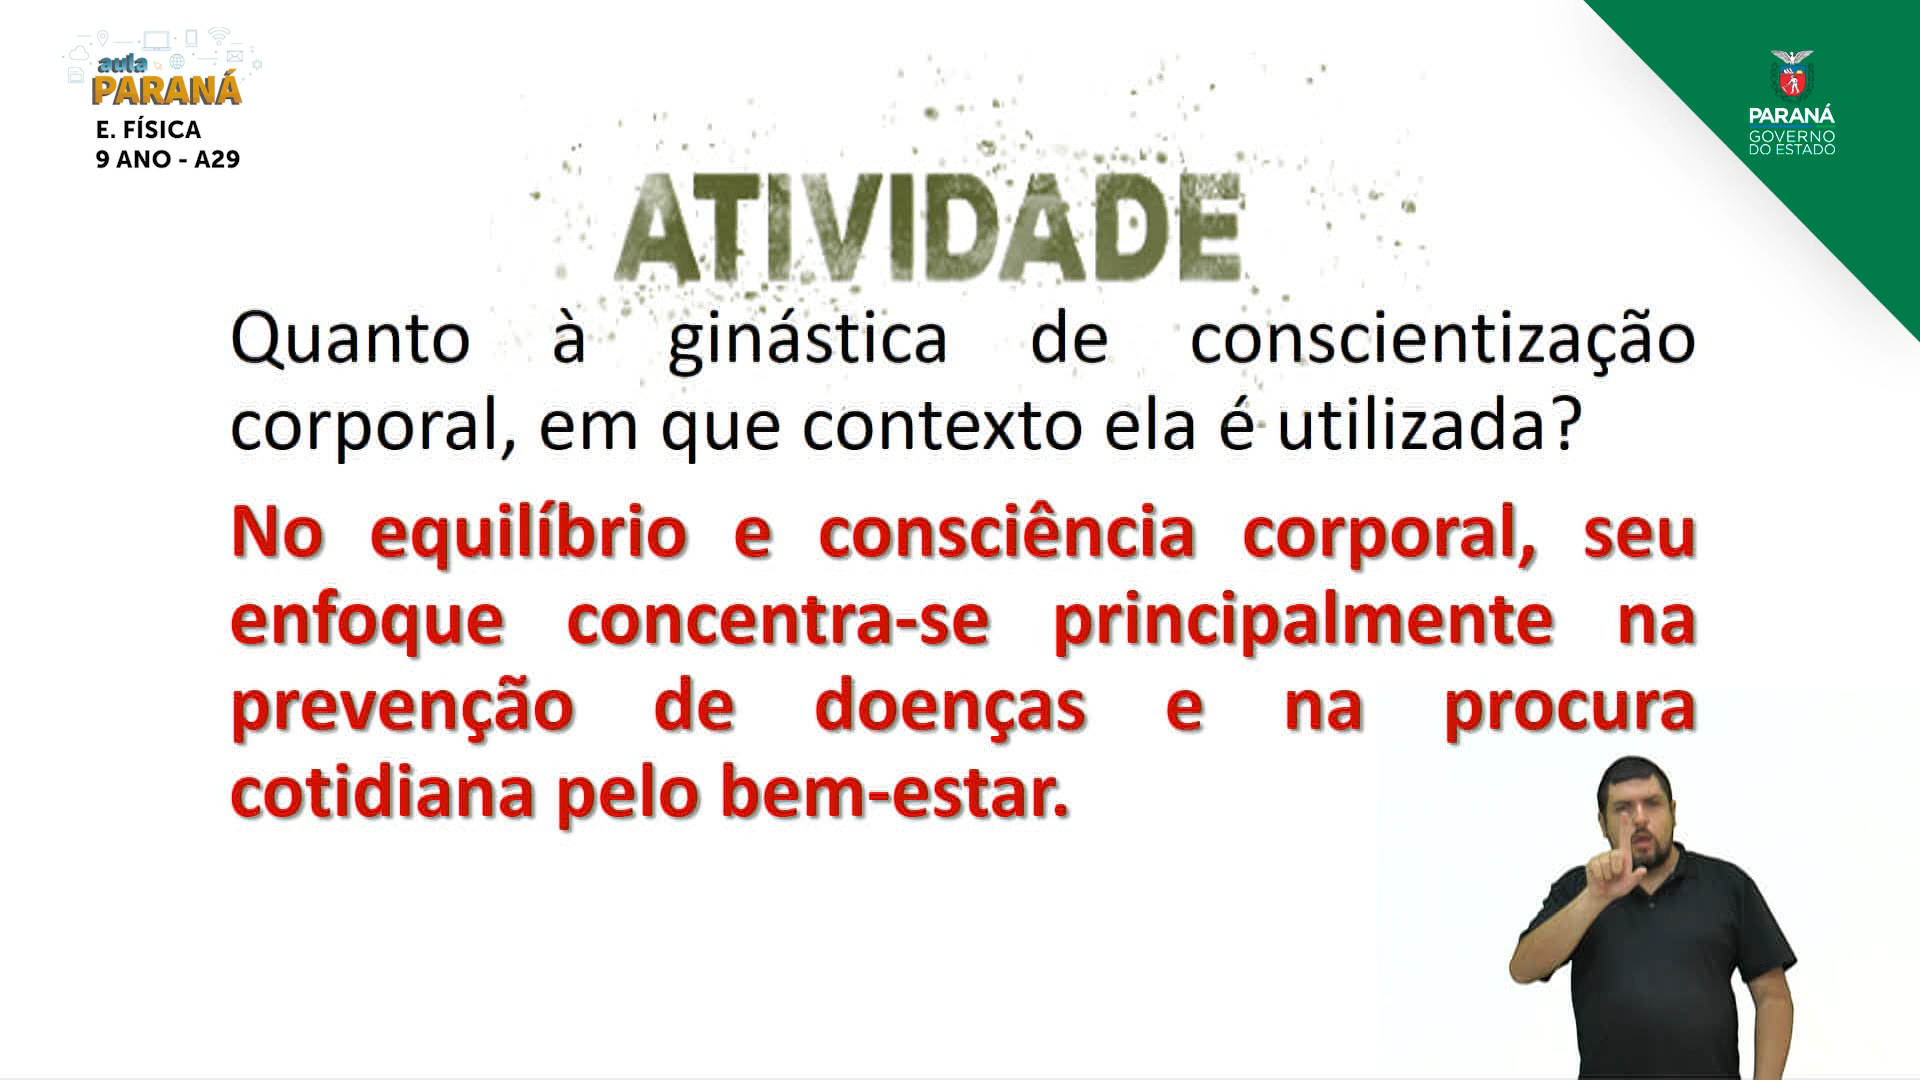 aula
PARANÁ
E. FÍSICA
9 ANO - A29
PARANÁ
GOVERNO
DO ESTADO
ATIVIDADE
Quanto à ginástica de conscientização
corporal, em que contexto ela é utilizada?
No equilíbrio e consciência corporal, seu
enfoque concentra-se principalmente na
prevenção de doenças e na procura
cotidiana pelo bem-estar.